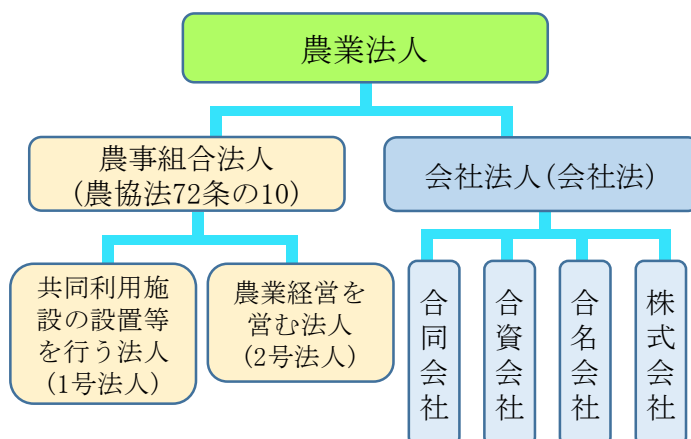 農業法人
農事組合法人
(農協法72条の10)
会社法人(会社法)
共同利用施
設の設置等
を行う法人
(1号法人)
農業経営を
営む法人
(2号法人)
合同会社
合資会社
合名会社
株式会社